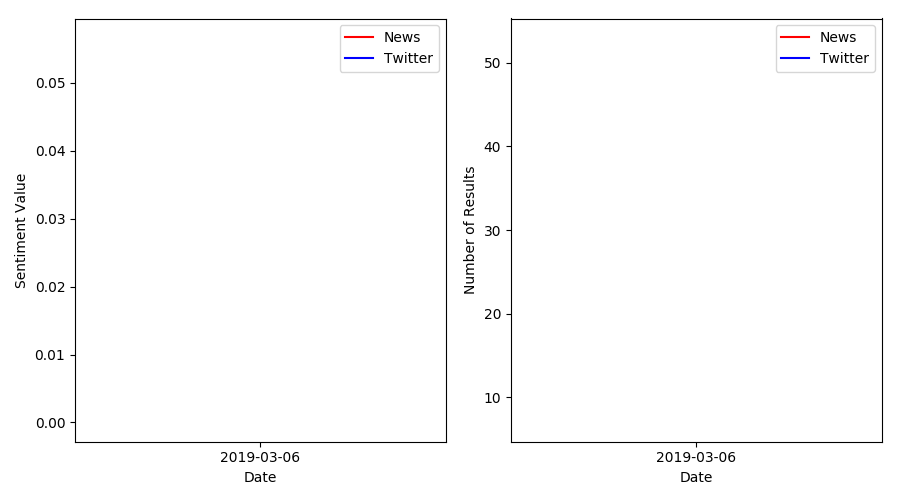 News
Twitter
0.05
0.04
0.03
0.02
0.01
0.00
Sentiment Value
2019-03-06
Date
News
Twitter
50
40
30
20
10
Number of Results
2019-03-06
Date